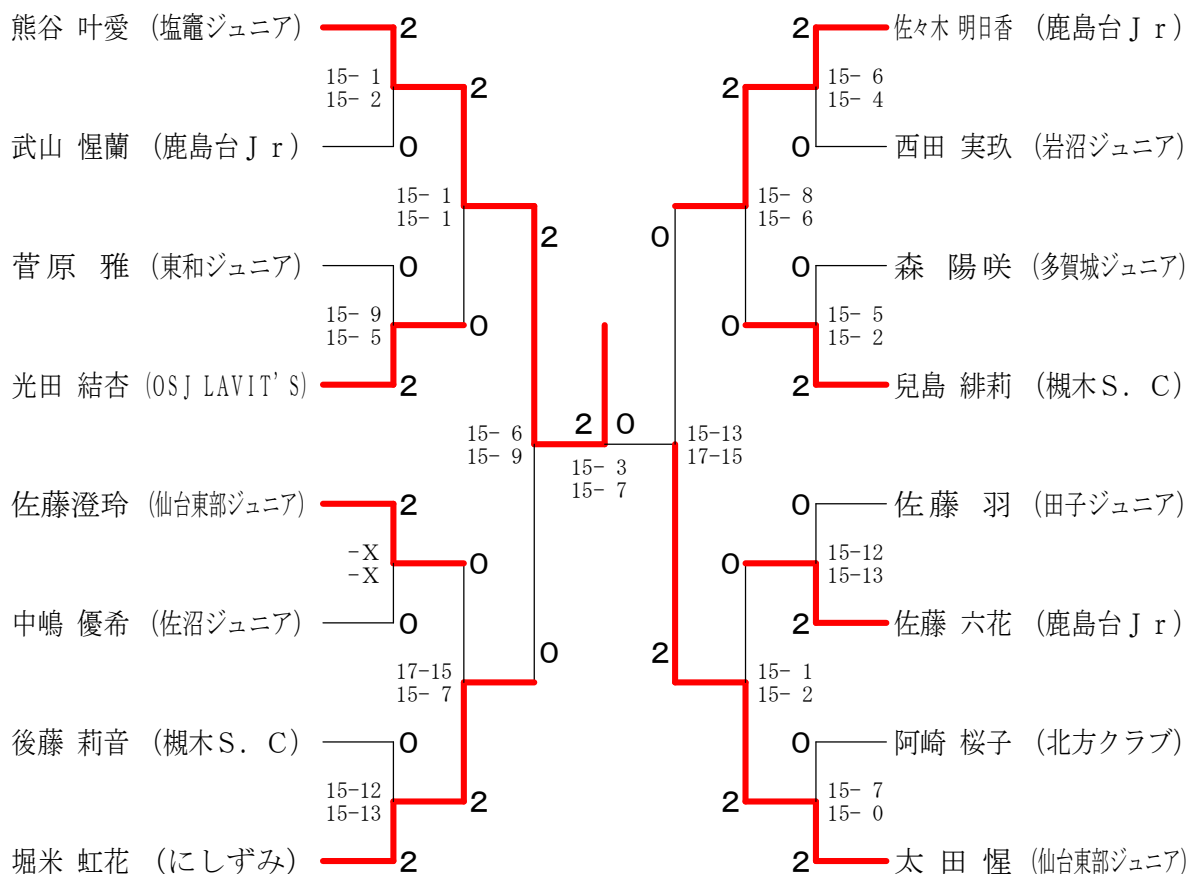 熊谷 叶愛 (塩竈ジュニア) 2
15- 1
15- 2
2
武山 惺蘭 (鹿島台Ｊｒ) 0
15- 1
15- 1
2
菅原 雅 (東和ジュニア) 0
15- 9
15- 5
0
光田 結杏 (OSJ LAVIT'S) 2
15- 6
15- 9
佐藤澄玲 (仙台東部ジュニア) 2
-X
-X
0
中嶋 優希 (佐沼ジュニア) 0
17-15
15- 7
0
後藤 莉音 (槻木Ｓ．Ｃ) 0
15-12
15-13
2
堀米 虹花 (にしずみ) 2
2 0
15- 3
15- 7
2 佐々木 明日香 (鹿島台Ｊｒ)
2
15- 6
15- 4
0 西田 実玖 (岩沼ジュニア)
15- 8
15- 6
0
0 森 陽咲 (多賀城ジュニア)
0
15- 5
15- 2
2 兒島 緋莉 (槻木Ｓ．Ｃ)
15-13
17-15
0 佐藤 羽 (田子ジュニア)
0
15-12
15-13
2 佐藤 六花 (鹿島台Ｊｒ)
2
15- 1
15- 2
0 阿崎 桜子 (北方クラブ)
2
15- 7
15- 0
2 太田惺 (仙台東部ジュニア)